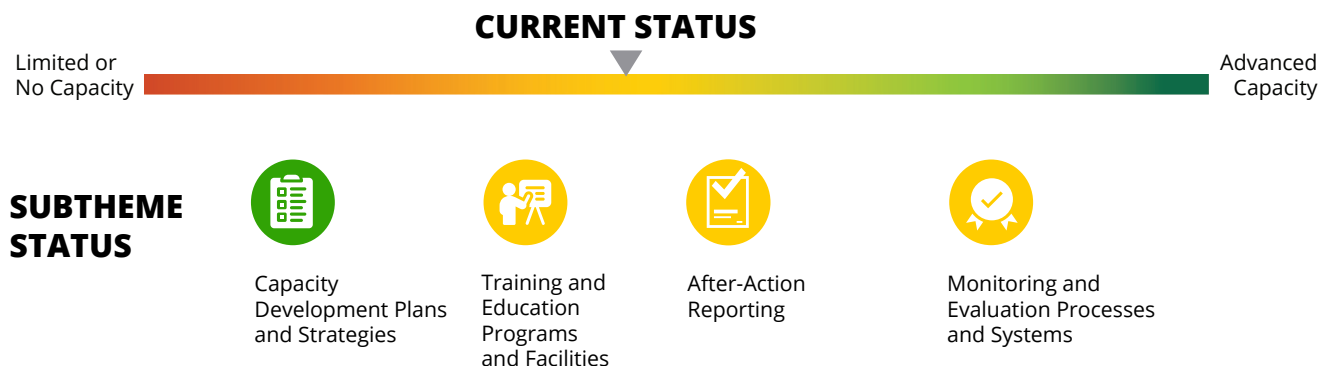 CURRENT STATUS
Limited or
No Capacity
Advanced
Capacity
SUBTHEME
STATUS
Capacity
Development Plans
and Strategies
Training and
Education
Programs
and Facilities
After-Action
Reporting
Monitoring and
Evaluation Processes
and Systems